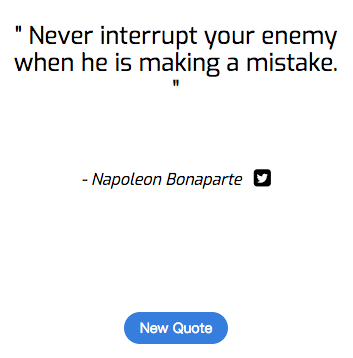 " Never interrupt your enemy
when he is making a mistake.
"
- Napoleon Bonaparte
New Quote